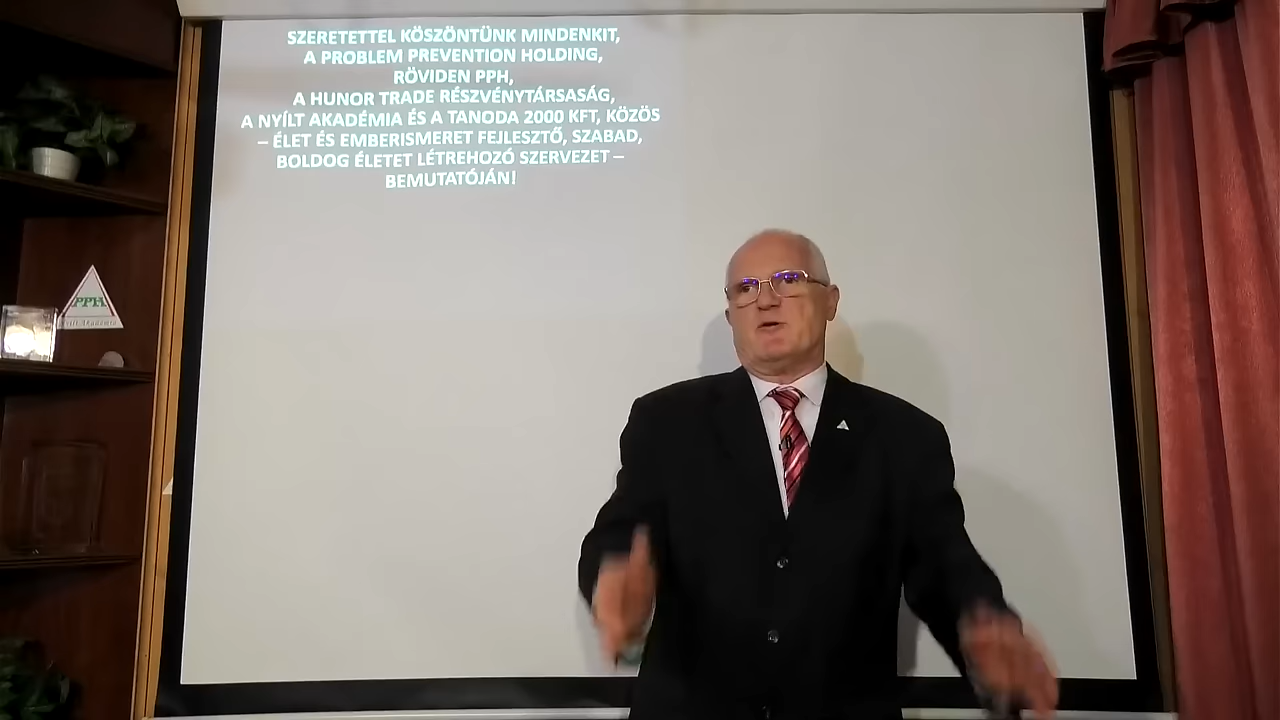 SZERETETTEL KÖSZÖNTÜNK MINDENKIT,
A PROBLEM PREVENTION HOLDING,
RÖVIDEN PPH,
A HUNOR TRADE RÉSZVÉNYTÁRSASÁG,
A NYÍLT AKADÉMIA ÉS A TANODA 2000 KFT, KÖZÖS
– ÉLET ÉS EMBERISMERET FEJLESZTŐ, SZABAD,
BOLDOG ÉLETET LÉTREHOZÓ SZERVEZET –
BEMUTATÓJÁN!
PPH